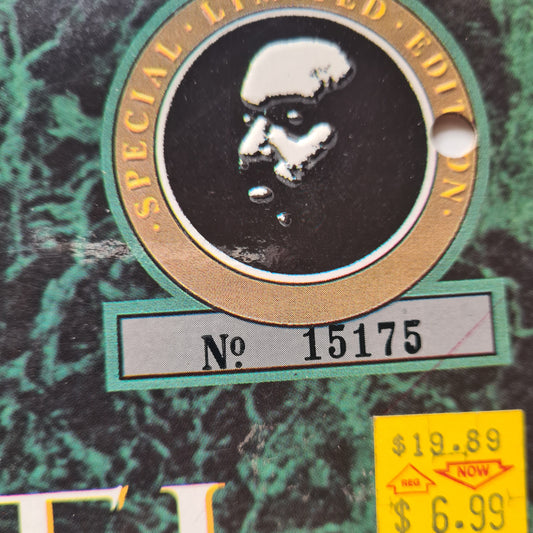 · SPECIAL · LIMITED · EDITION ·
Nº 15175
$19.89
REG NOW
$ 6.99